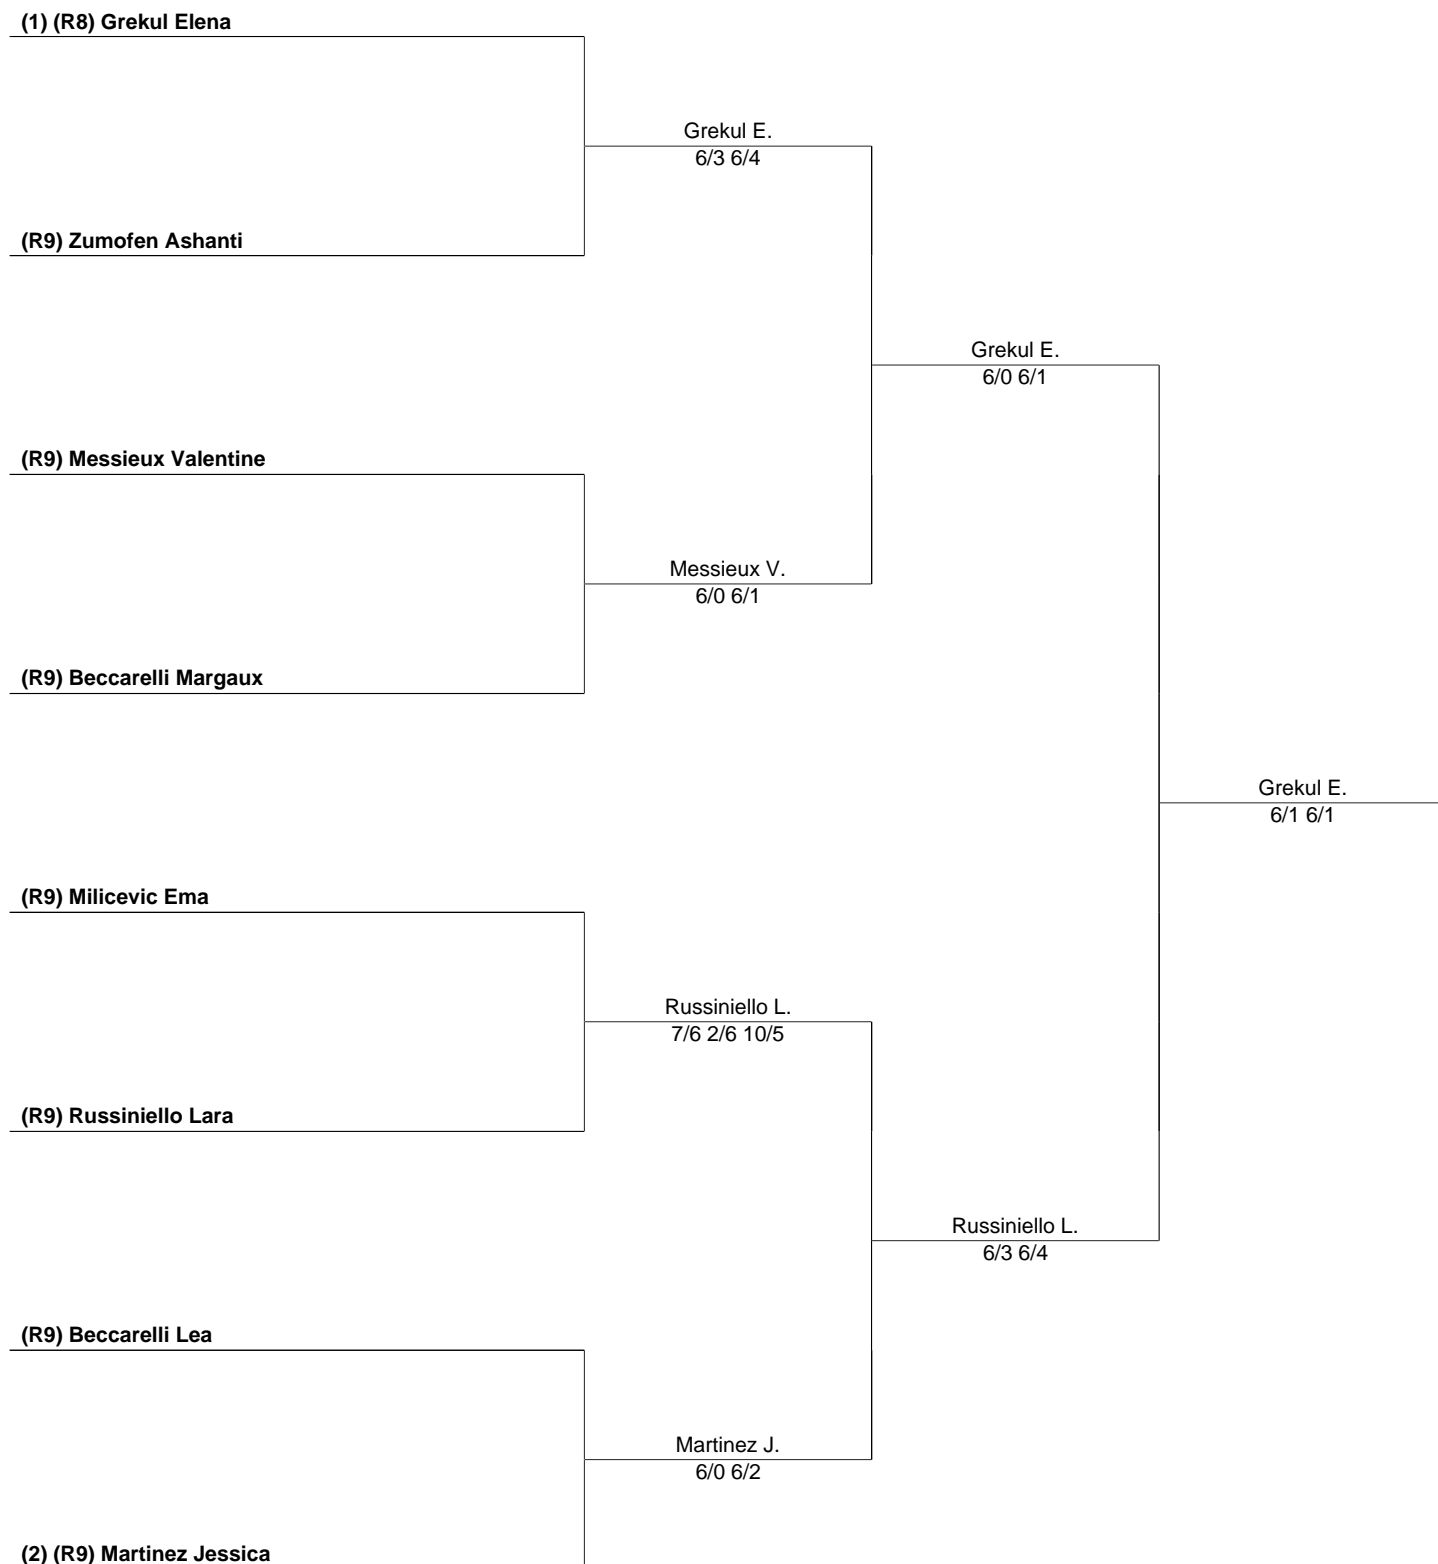 (1) (R8) Grekul Elena
Grekul E.
6/3 6/4
(R9) Zumofen Ashanti
Grekul E.
6/0 6/1
(R9) Messieux Valentine
Messieux V.
6/0 6/1
(R9) Beccarelli Margaux
Grekul E.
6/1 6/1
(R9) Milicevic Ema
Russiniello L.
7/6 2/6 10/5
(R9) Russiniello Lara
Russiniello L.
6/3 6/4
(R9) Beccarelli Lea
Martinez J.
6/0 6/2
(2) (R9) Martinez Jessica